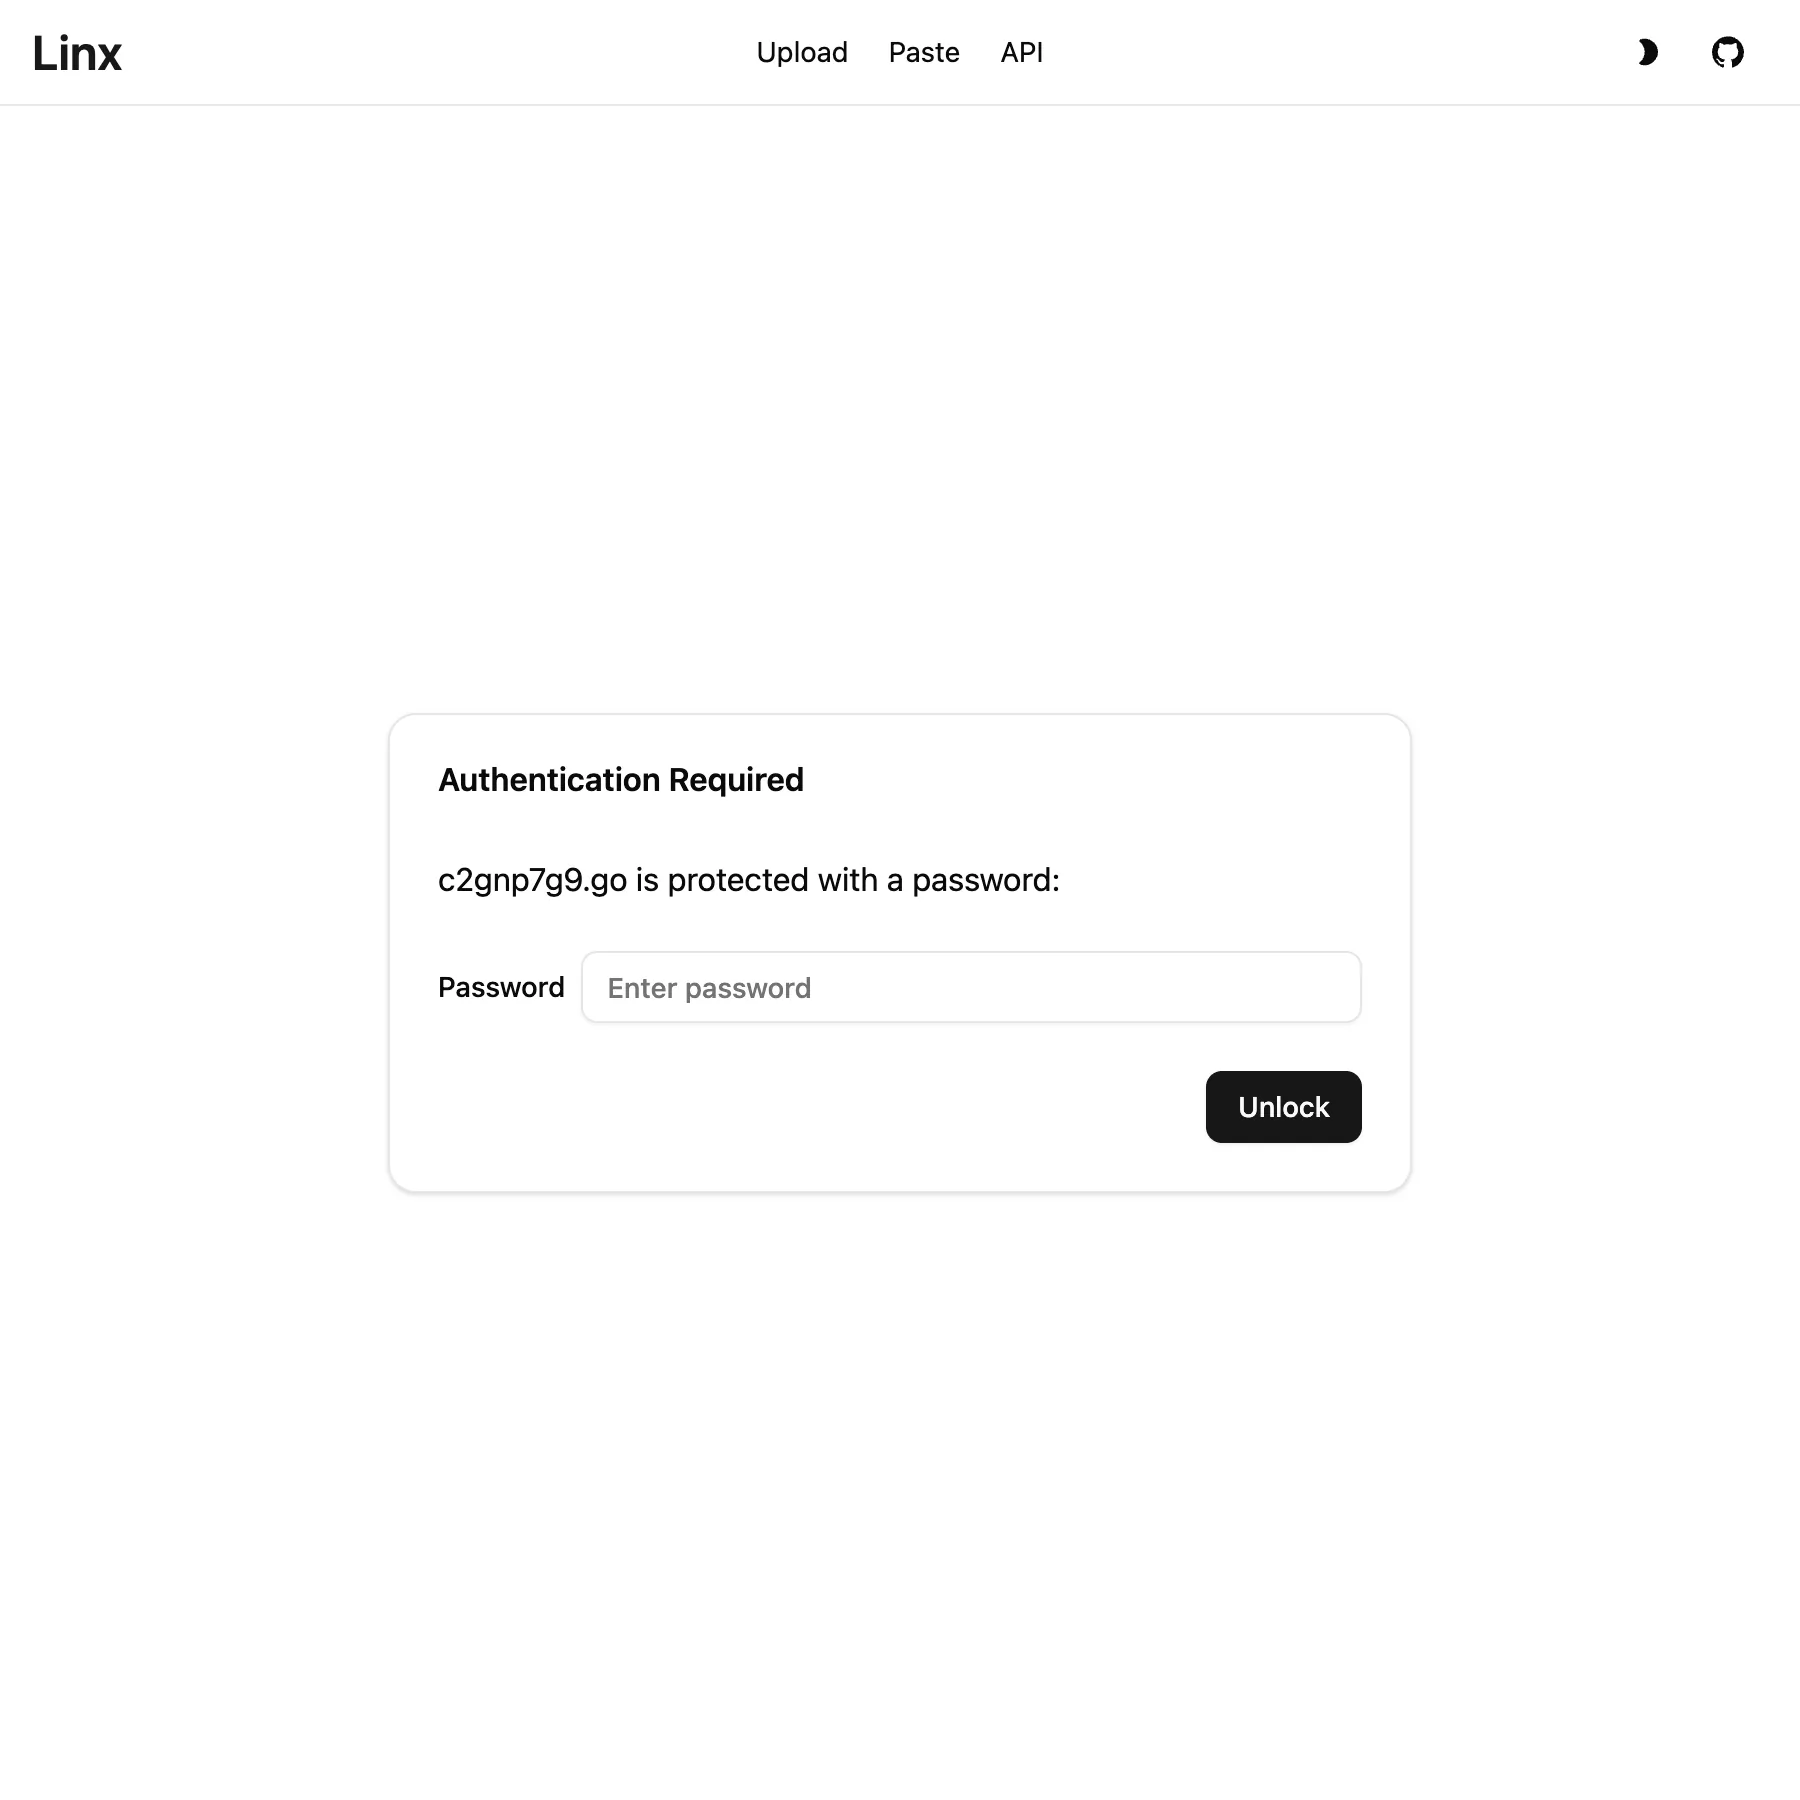 Linx
Upload Paste API
Authentication Required
c2gnp7g9.go is protected with a password:
Password Enter password
Unlock